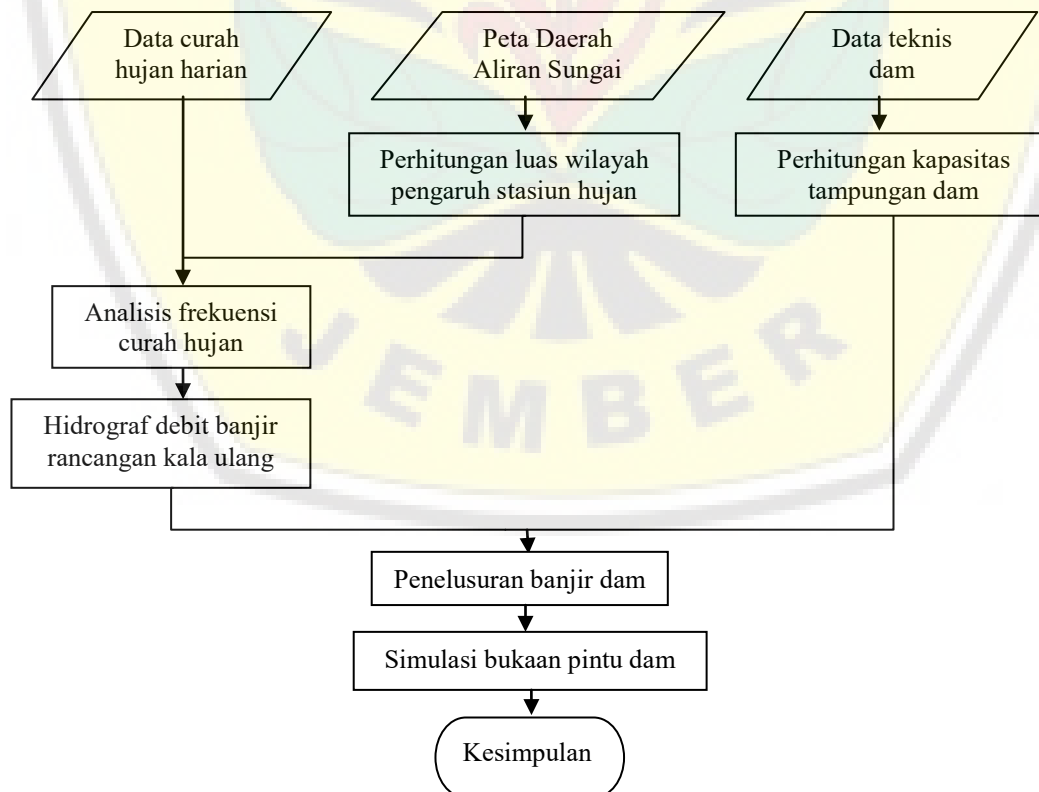 Data curah
hujan harian
Peta Daerah
Aliran Sungai
Data teknis
dam
Perhitungan luas wilayah
pengaruh stasiun hujan
Perhitungan kapasitas
tampungan dam
Analisis frekuensi
curah hujan
JEMBER
Hidrograf debit banjir
rancangan kala ulang
Penelusuran banjir dam
Simulasi bukaan pintu dam
Kesimpulan